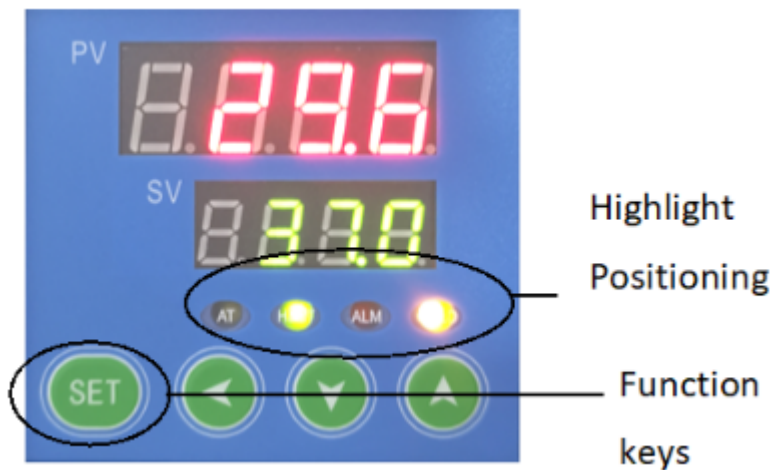 PV
29.6
SV
37.0
Highlight
Positioning
AT
ALM
SET
Function
keys